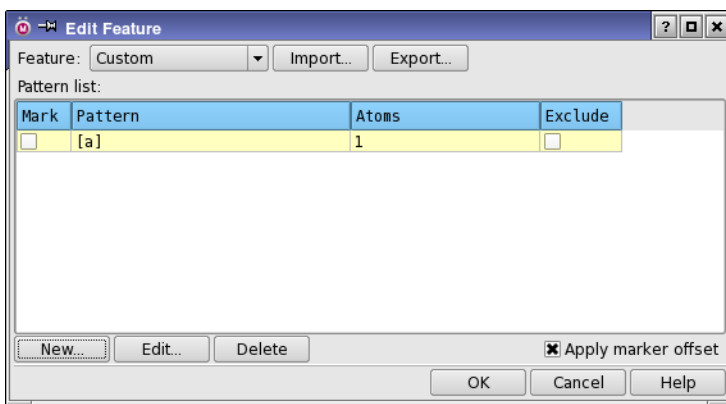 Edit Feature
Feature: Custom Import... Export...
Pattern list:
Mark Pattern Atoms Exclude
[a] 1
New... Edit... Delete Apply marker offset
OK Cancel Help